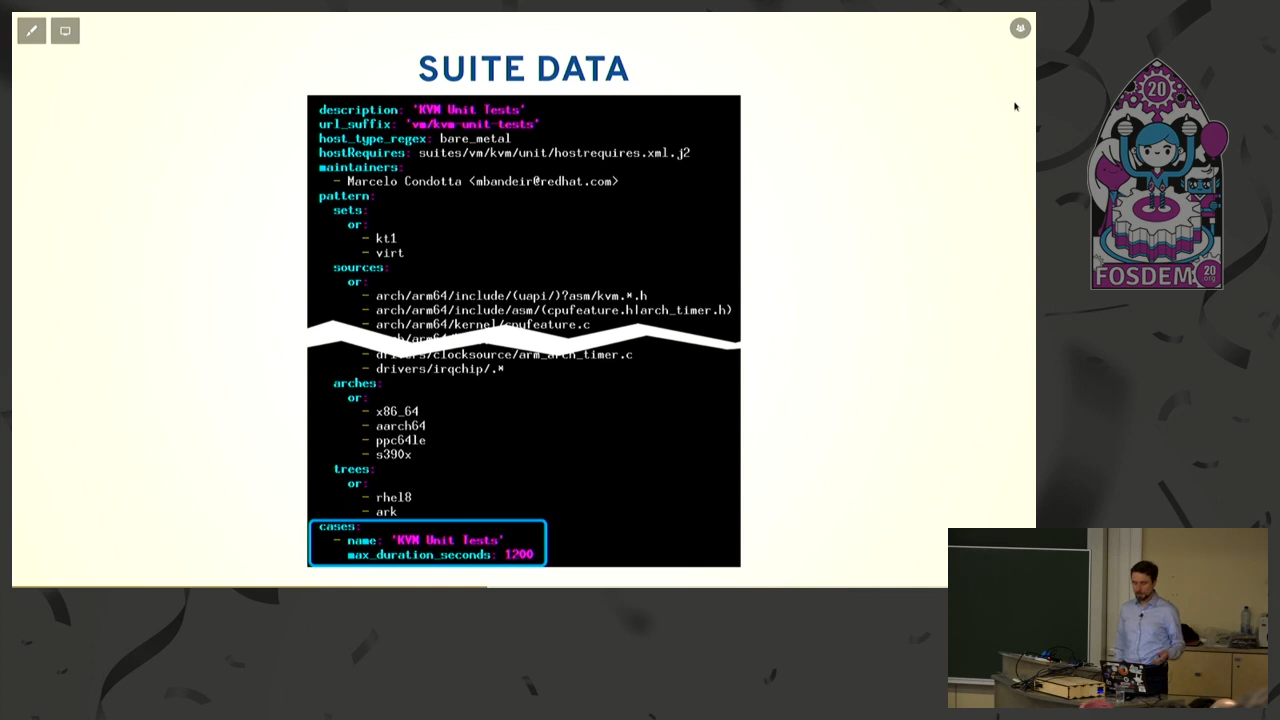 SUITE DATA
description: 'KVM Unit Tests'
url_suffix: 'vm/kvm-unit-tests'
host_type_regex: bare_metal
hostRequires: suites/vm/kvm/unit/hostrequires.xml.j2
maintainers:
- Marcelo Condotta <mbandeir@redhat.com>
pattern:
sets:
or:
- kt1
- virt
sources:
or:
- arch/arm64/include/(uapi/)?asm/kvm.*.h
- arch/arm64/include/asm/(cpufeature.h|arch_timer.h)
- arch/arm64/kernel/cpufeature.c
- drivers/clocksource/arm_arch_timer.c
- drivers/irqchip/.*
arches:
or:
- x86_64
- aarch64
- ppc64le
- s390x
trees:
or:
- rhel8
- ark
cases:
- name: 'KVM Unit Tests'
max_duration_seconds: 1200
20
FOSDEM
20
.org